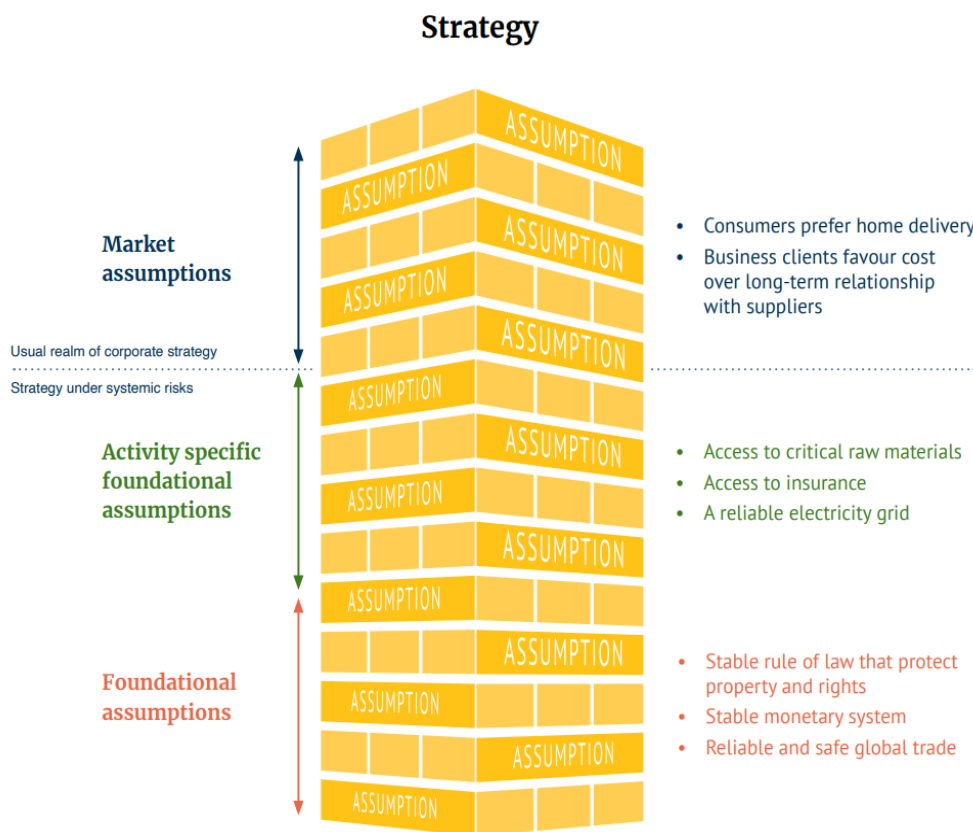 Strategy
ASSUMPTION
ASSUMPTION
ASSUMPTION
ASSUMPTION
ASSUMPTION
Market
assumptions
• Consumers prefer home delivery
• Business clients favour cost
over long-term relationship
with suppliers
Usual realm of corporate strategy
Strategy under systemic risks
ASSUMPTION
ASSUMPTION
ASSUMPTION
ASSUMPTION
Activity specific
foundational
assumptions
• Access to critical raw materials
• Access to insurance
• A reliable electricity grid
ASSUMPTION
ASSUMPTION
ASSUMPTION
ASSUMPTION
ASSUMPTION
Foundational
assumptions
• Stable rule of law that protect
property and rights
• Stable monetary system
• Reliable and safe global trade